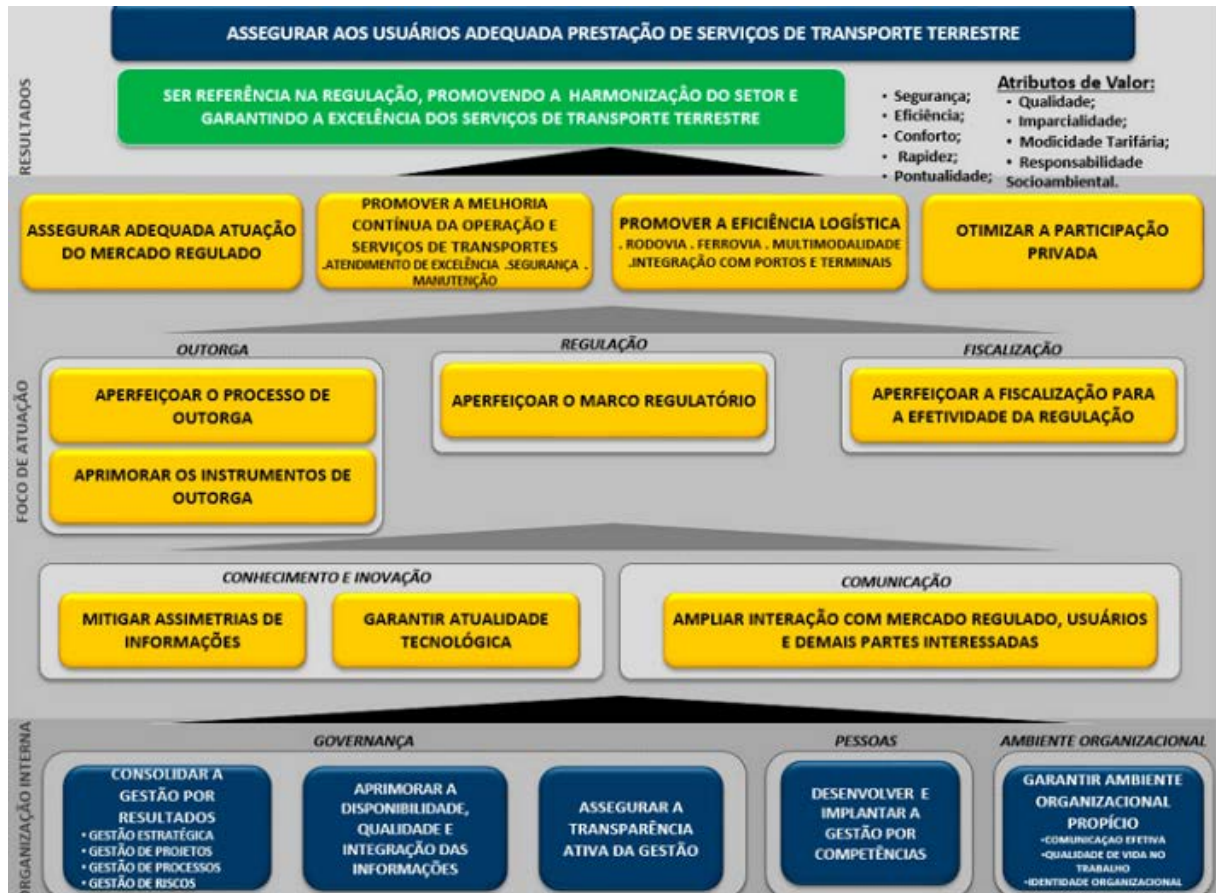 ASSEGURAR AOS USUÁRIOS ADEQUADA PRESTAÇÃO DE SERVIÇOS DE TRANSPORTE TERRESTRE
RESULTADOS
SER REFERÊNCIA NA REGULAÇÃO, PROMOVENDO A HARMONIZAÇÃO DO SETOR E
GARANTINDO A EXCELÊNCIA DOS SERVIÇOS DE TRANSPORTE TERRESTRE
Atributos de Valor:
• Segurança;
• Eficiência;
• Conforto;
• Rapidez;
• Pontualidade;
• Qualidade;
• Imparcialidade;
• Modicidade Tarifária;
• Responsabilidade
Socioambiental.
FOCO DE ATUAÇÃO
ASSEGURAR ADEQUADA ATUAÇÃO
DO MERCADO REGULADO
PROMOVER A MELHORIA
CONTÍNUA DA OPERAÇÃO E
SERVIÇOS DE TRANSPORTES
.ATENDIMENTO DE EXCELÊNCIA .SEGURANÇA .
MANUTENÇÃO
PROMOVER A EFICIÊNCIA LOGÍSTICA
. RODOVIA . FERROVIA . MULTIMODALIDADE
.INTEGRAÇÃO COM PORTOS E TERMINAIS
OTIMIZAR A PARTICIPAÇÃO
PRIVADA
OUTORGA
APERFEIÇOAR O PROCESSO DE
OUTORGA
APRIMORAR OS INSTRUMENTOS DE
OUTORGA
REGULAÇÃO
APERFEIÇOAR O MARCO REGULATÓRIO
FISCALIZAÇÃO
APERFEIÇOAR A FISCALIZAÇÃO PARA
A EFETIVIDADE DA REGULAÇÃO
CONHECIMENTO E INOVAÇÃO
MITIGAR ASSIMETRIAS DE
INFORMAÇÕES
GARANTIR ATUALIDADE
TECNOLÓGICA
COMUNICAÇÃO
AMPLIAR INTERAÇÃO COM MERCADO REGULADO, USUÁRIOS
E DEMAIS PARTES INTERESSADAS
ORGANIZAÇÃO INTERNA
GOVERNANÇA
CONSOLIDAR A
GESTÃO POR
RESULTADOS
• GESTÃO ESTRATÉGICA
• GESTÃO DE PROJETOS
• GESTÃO DE PROCESSOS
• GESTÃO DE RISCOS
APRIMORAR A
DISPONIBILIDADE,
QUALIDADE E
INTEGRAÇÃO DAS
INFORMAÇÕES
ASSEGURAR A
TRANSPARÊNCIA
ATIVA DA GESTÃO
PESSOAS
DESENVOLVER E
IMPLANTAR A
GESTÃO POR
COMPETÊNCIAS
AMBIENTE ORGANIZACIONAL
GARANTIR AMBIENTE
ORGANIZACIONAL
PROPÍCIO
•COMUNICAÇÃO EFETIVA
•QUALIDADE DE VIDA NO
TRABALHO
•IDENTIDADE ORGANIZACIONAL